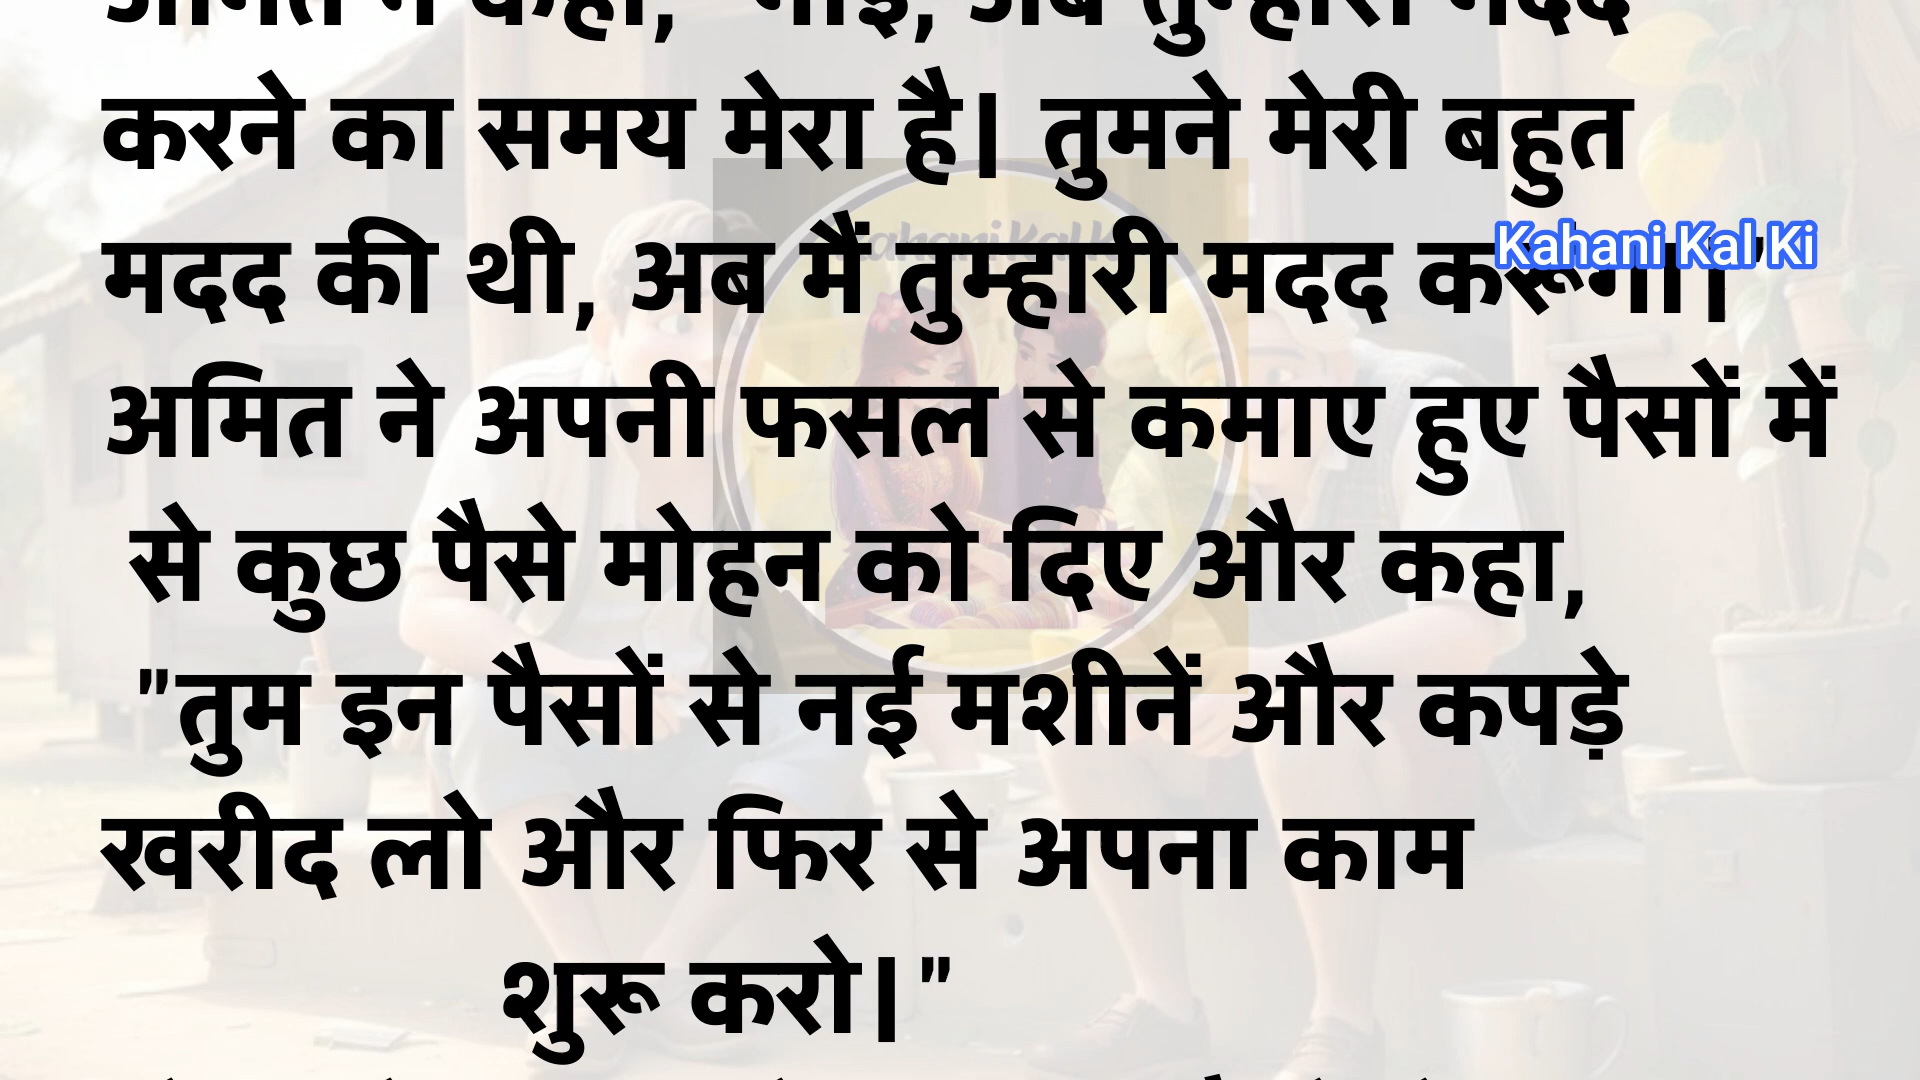 अमित ने कहा, "भाई, अब तुम्हारी मदद
करने का समय मेरा है। तुमने मेरी बहुत
मदद की थी, अब मैं तुम्हारी मदद करूंगा।"
Kahani Kal Ki
अमित ने अपनी फसल से कमाए हुए पैसों में
से कुछ पैसे मोहन को दिए और कहा,
"तुम इन पैसों से नई मशीनें और कपड़े
खरीद लो और फिर से अपना काम
शुरू करो।"